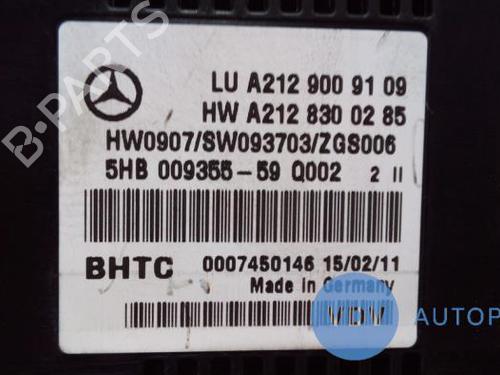 LU A212 900 91 09
HW A212 830 02 85
HW0907/SW093703/ZGS006
5HB 009355-59 Q002 2 II
BHTC 0007450146 15/02/11
Made in Germany
VDV AUTOP